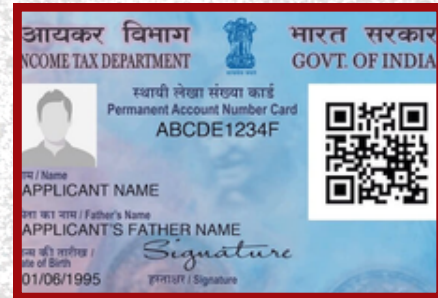 आयकर विभाग
भारत सरकार
NCOME TAX DEPARTMENT
GOVT. OF INDIA
स्थायी लेखा संख्या कार्ड
Permanent Account Number Card
ABCDE1234F
नाम / Name
APPLICANT NAME
पिता का नाम / Father's Name
APPLICANT'S FATHER NAME
जन्म की तारीख /
Date of Birth
Signature
01/06/1995
हस्ताक्षर / Signature